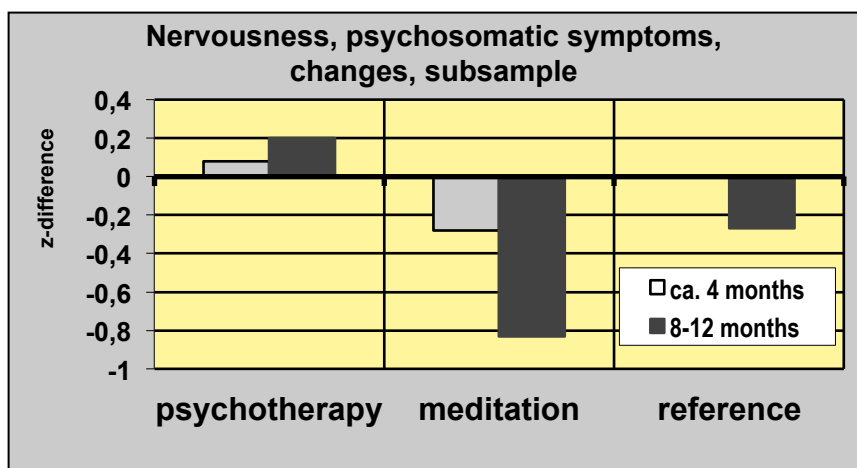 Nervousness, psychosomatic symptoms,
changes, subsample
z-difference
0,4
0,2
0
-0,2
-0,4
-0,6
-0,8
-1
ca. 4 months
8-12 months
psychotherapy meditation reference